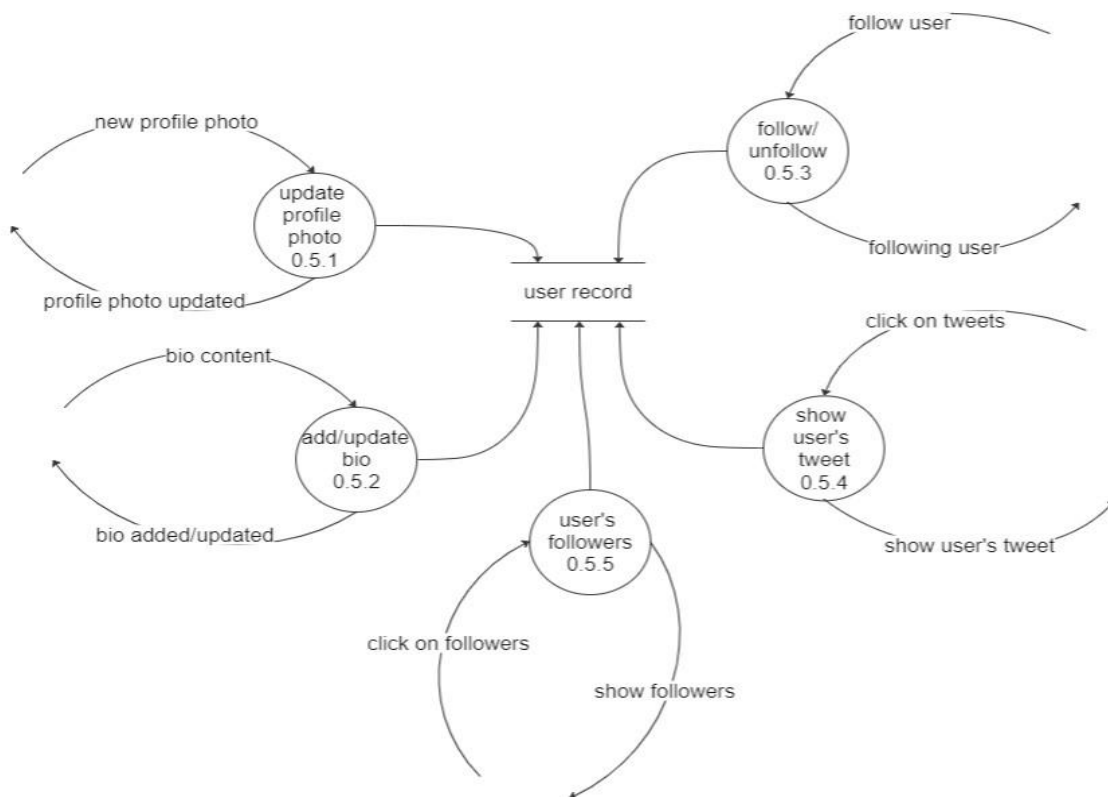 follow user
new profile photo
follow/
unfollow
0.5.3
update
profile
photo
0.5.1
following user
user record
profile photo updated
click on tweets
bio content
add/update
bio
0.5.2
show
user's
tweet
0.5.4
bio added/updated
user's
followers
0.5.5
show user's tweet
click on followers
show followers